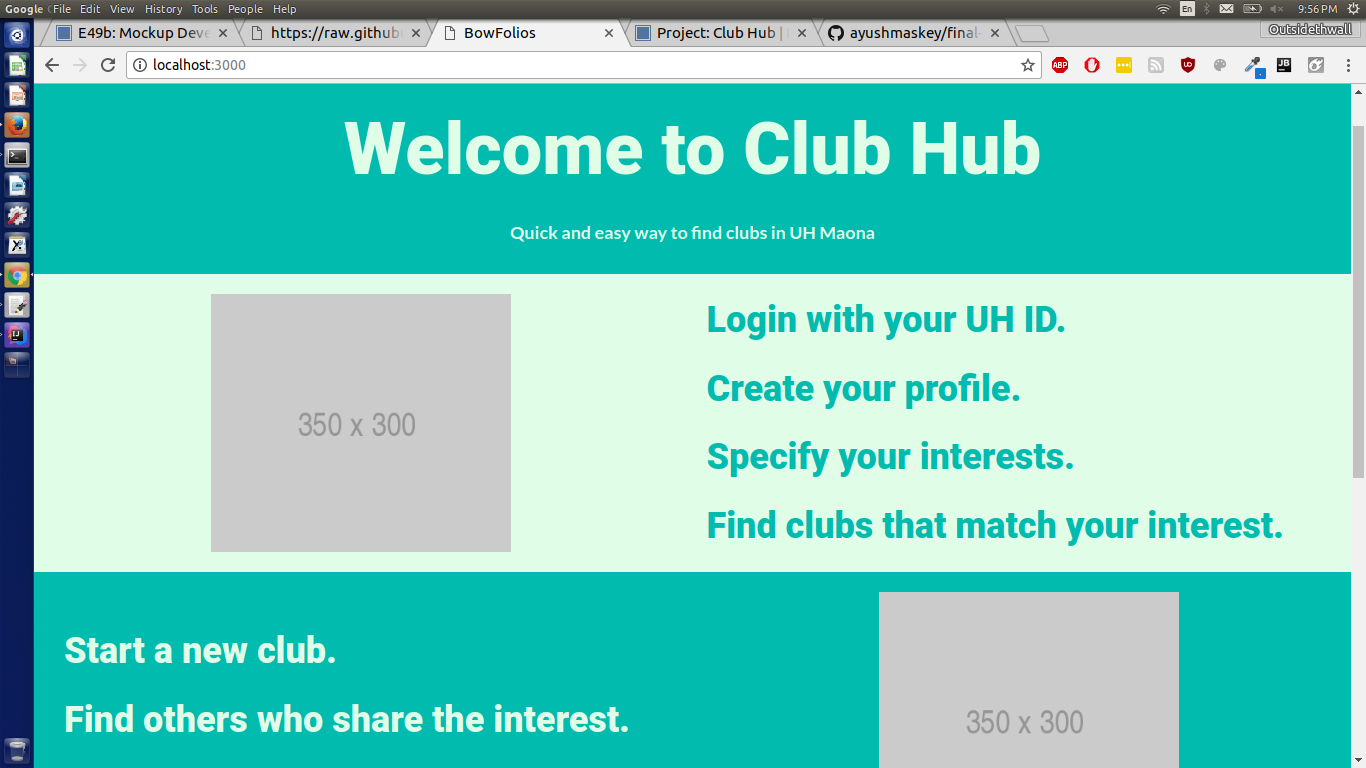 Google C File Edit View History Tools People Help
En 9:56 PM
E49b: Mockup Deve
https://raw.github
BowFolios
Project: Club Hub |
ayushmaskey/final-
Outsidethwall
localhost:3000
ABP
JB
Welcome to Club Hub
Quick and easy way to find clubs in UH Maona
350 x 300
Login with your UH ID.
Create your profile.
Specify your interests.
Find clubs that match your interest.
Start a new club.
Find others who share the interest.
350 x 300